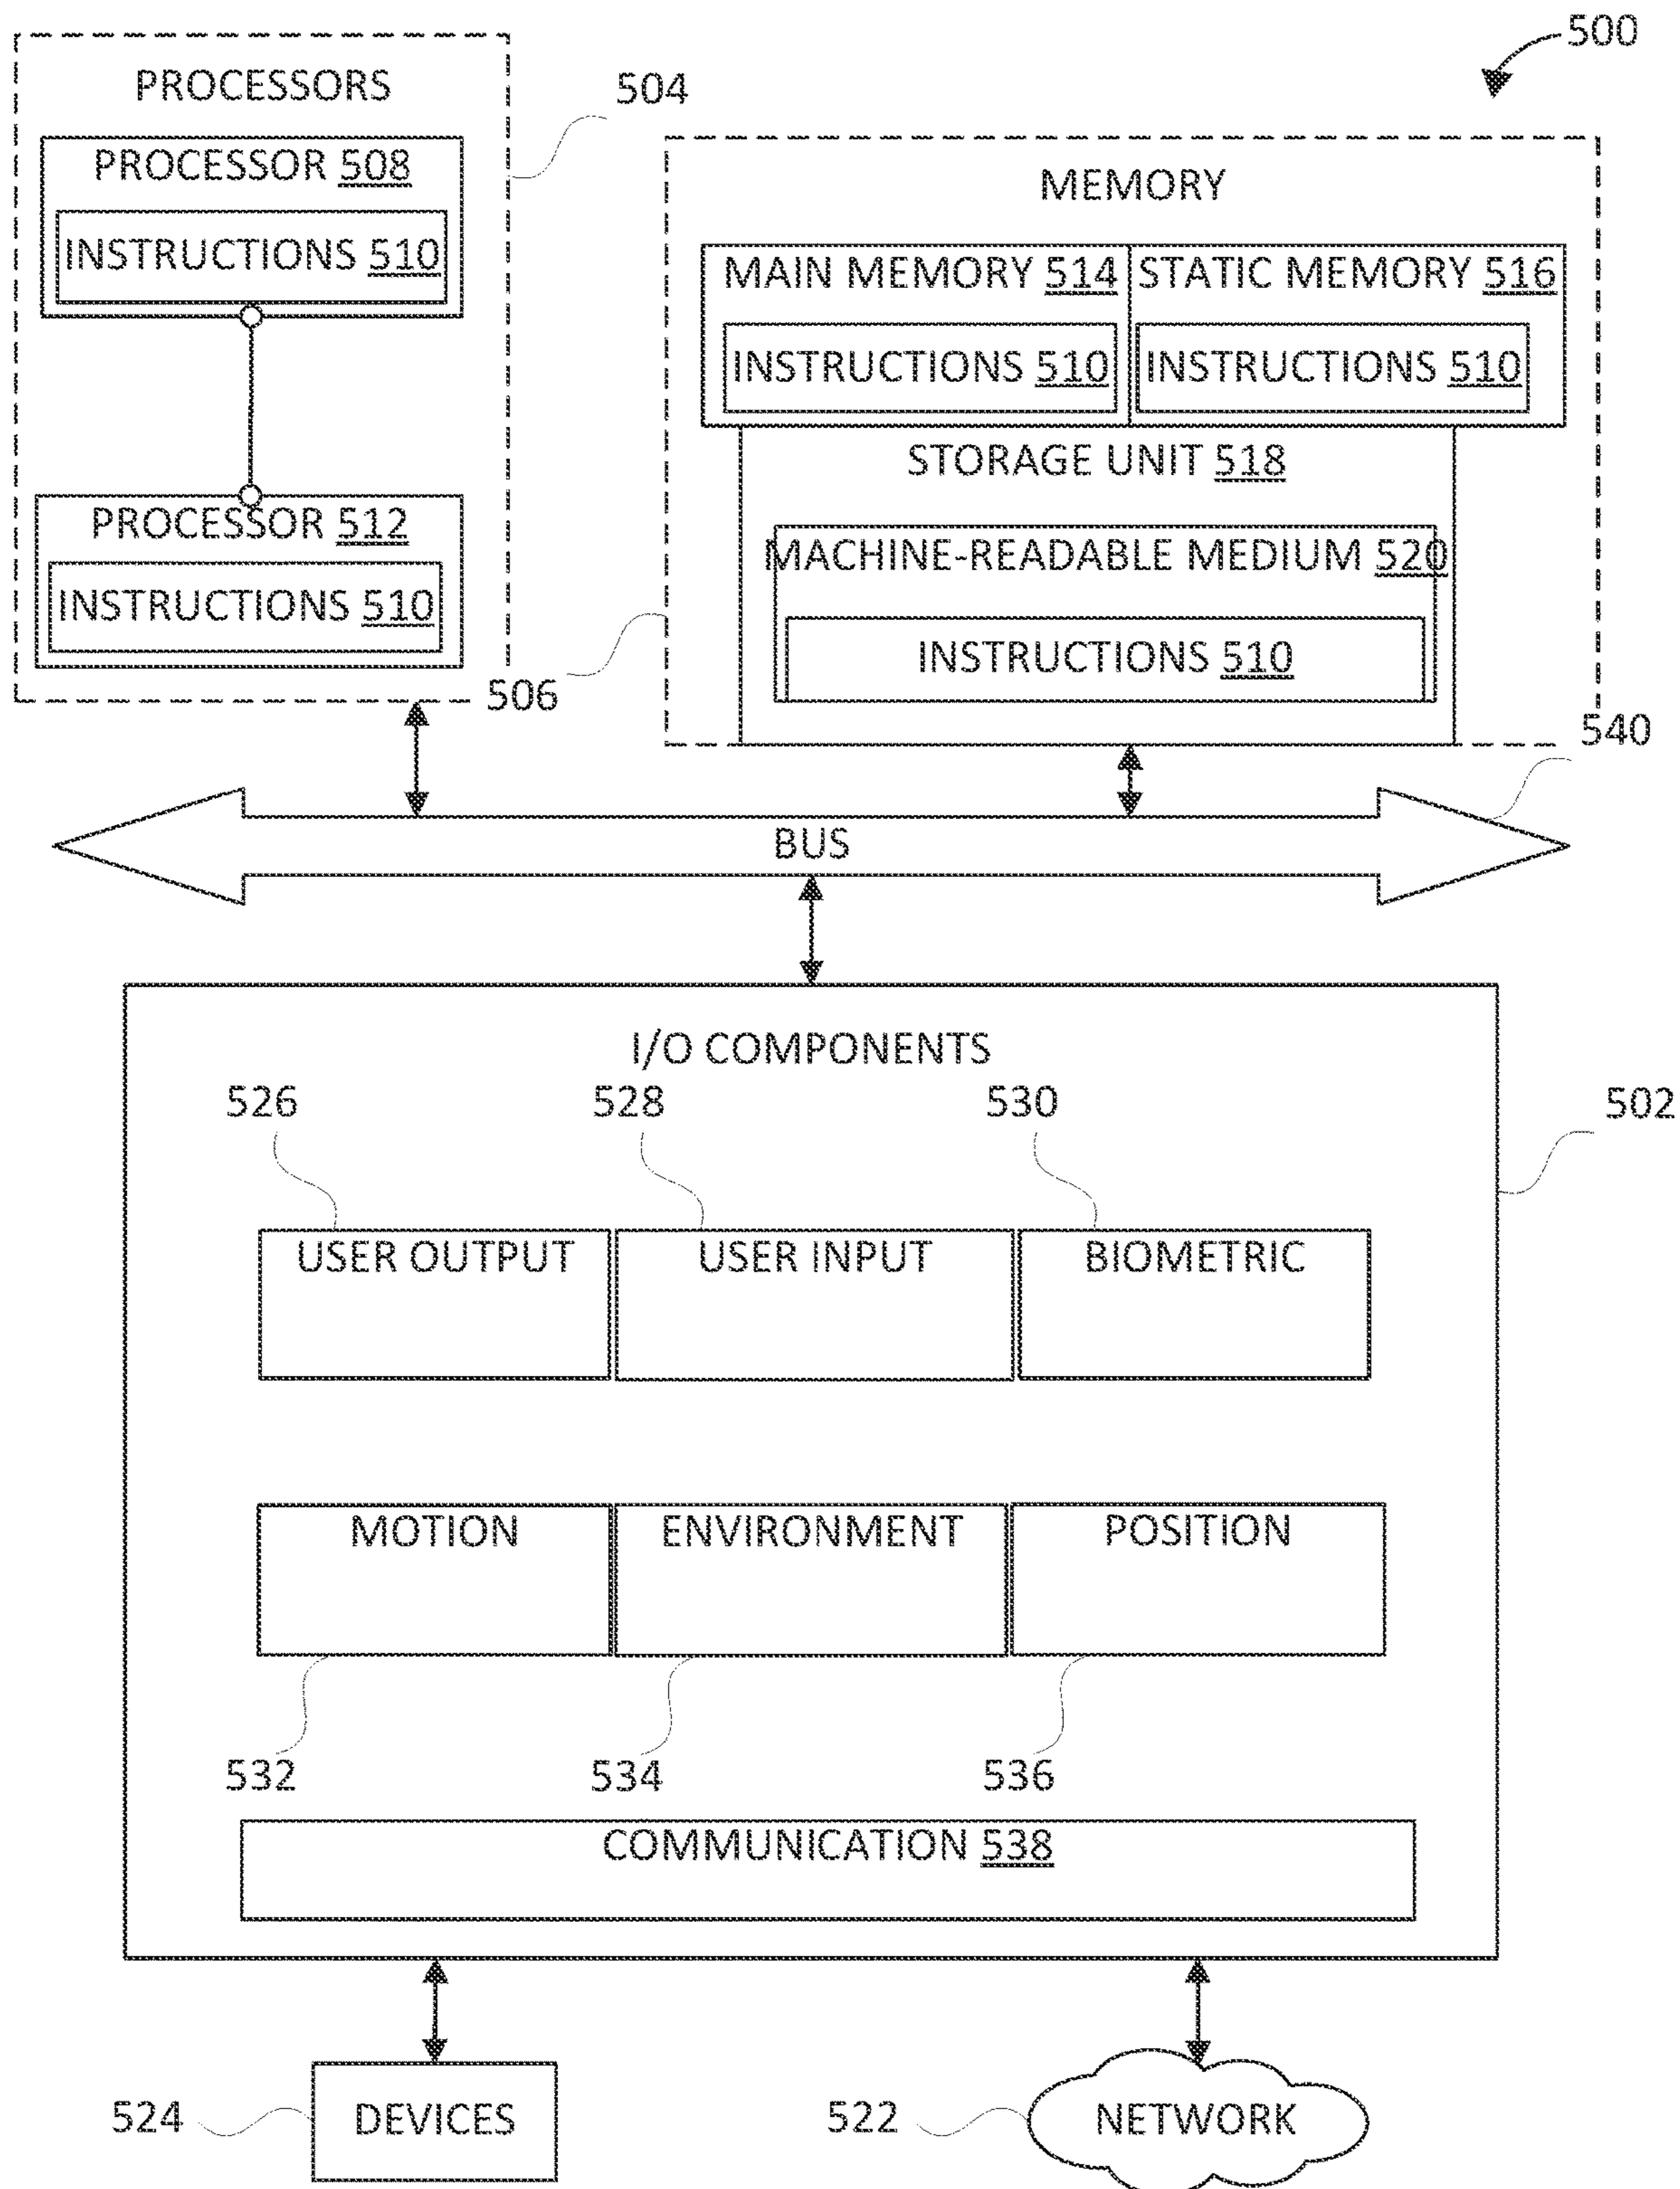 500
PROCESSORS
504
PROCESSOR 508
INSTRUCTIONS 510
PROCESSOR 512
INSTRUCTIONS 510
506
MEMORY
MAIN MEMORY 514
STATIC MEMORY 516
INSTRUCTIONS 510
INSTRUCTIONS 510
STORAGE UNIT 518
MACHINE-READABLE MEDIUM 520
INSTRUCTIONS 510
540
BUS
I/O COMPONENTS
502
526
528
530
USER OUTPUT
USER INPUT
BIOMETRIC
MOTION
ENVIRONMENT
POSITION
532
534
536
COMMUNICATION 538
524
DEVICES
522
NETWORK